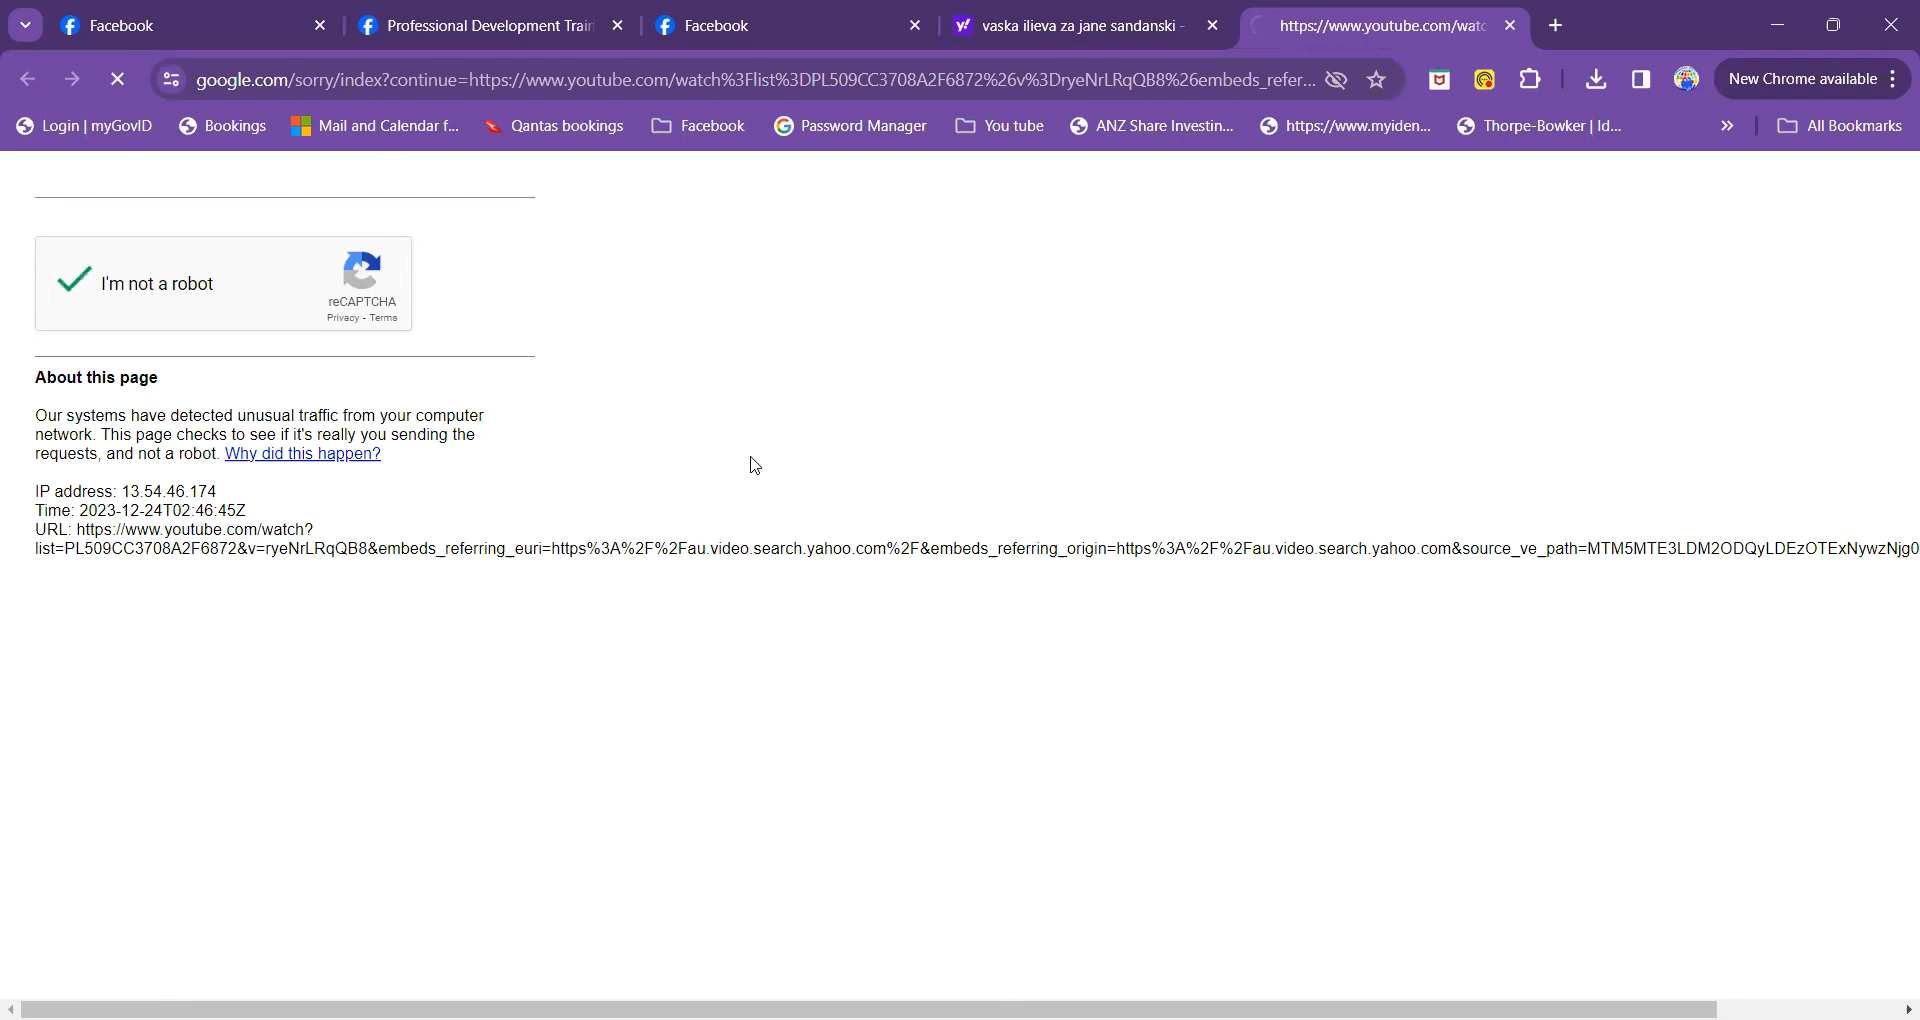 Facebook
Professional Development Train
Facebook
vaska ilieva za jane sandanski -
https://www.youtube.com/watc
google.com/sorry/index?continue=https://www.youtube.com/watch%3Flist%3DPL509CC3708A2F6872%26v%3DryeNrLRqQB8%26embeds_refer...
New Chrome available
Login | myGovID
Bookings
Mail and Calendar f...
Qantas bookings
Facebook
Password Manager
You tube
ANZ Share Investin...
https://www.myiden...
Thorpe-Bowker | Id...
All Bookmarks
I'm not a robot
reCAPTCHA
Privacy - Terms
About this page
Our systems have detected unusual traffic from your computer
network. This page checks to see if it's really you sending the
requests, and not a robot. Why did this happen?
IP address: 13.54.46.174
Time: 2023-12-24T02:46:45Z
URL: https://www.youtube.com/watch?
list=PL509CC3708A2F6872&v=ryeNrLRqQB8&embeds_referring_euri=https%3A%2F%2Fau.video.search.yahoo.com%2F&embeds_referring_origin=https%3A%2F%2Fau.video.search.yahoo.com&source_ve_path=MTM5MTE3LDM2ODQyLDEzOTExNywzNjg0